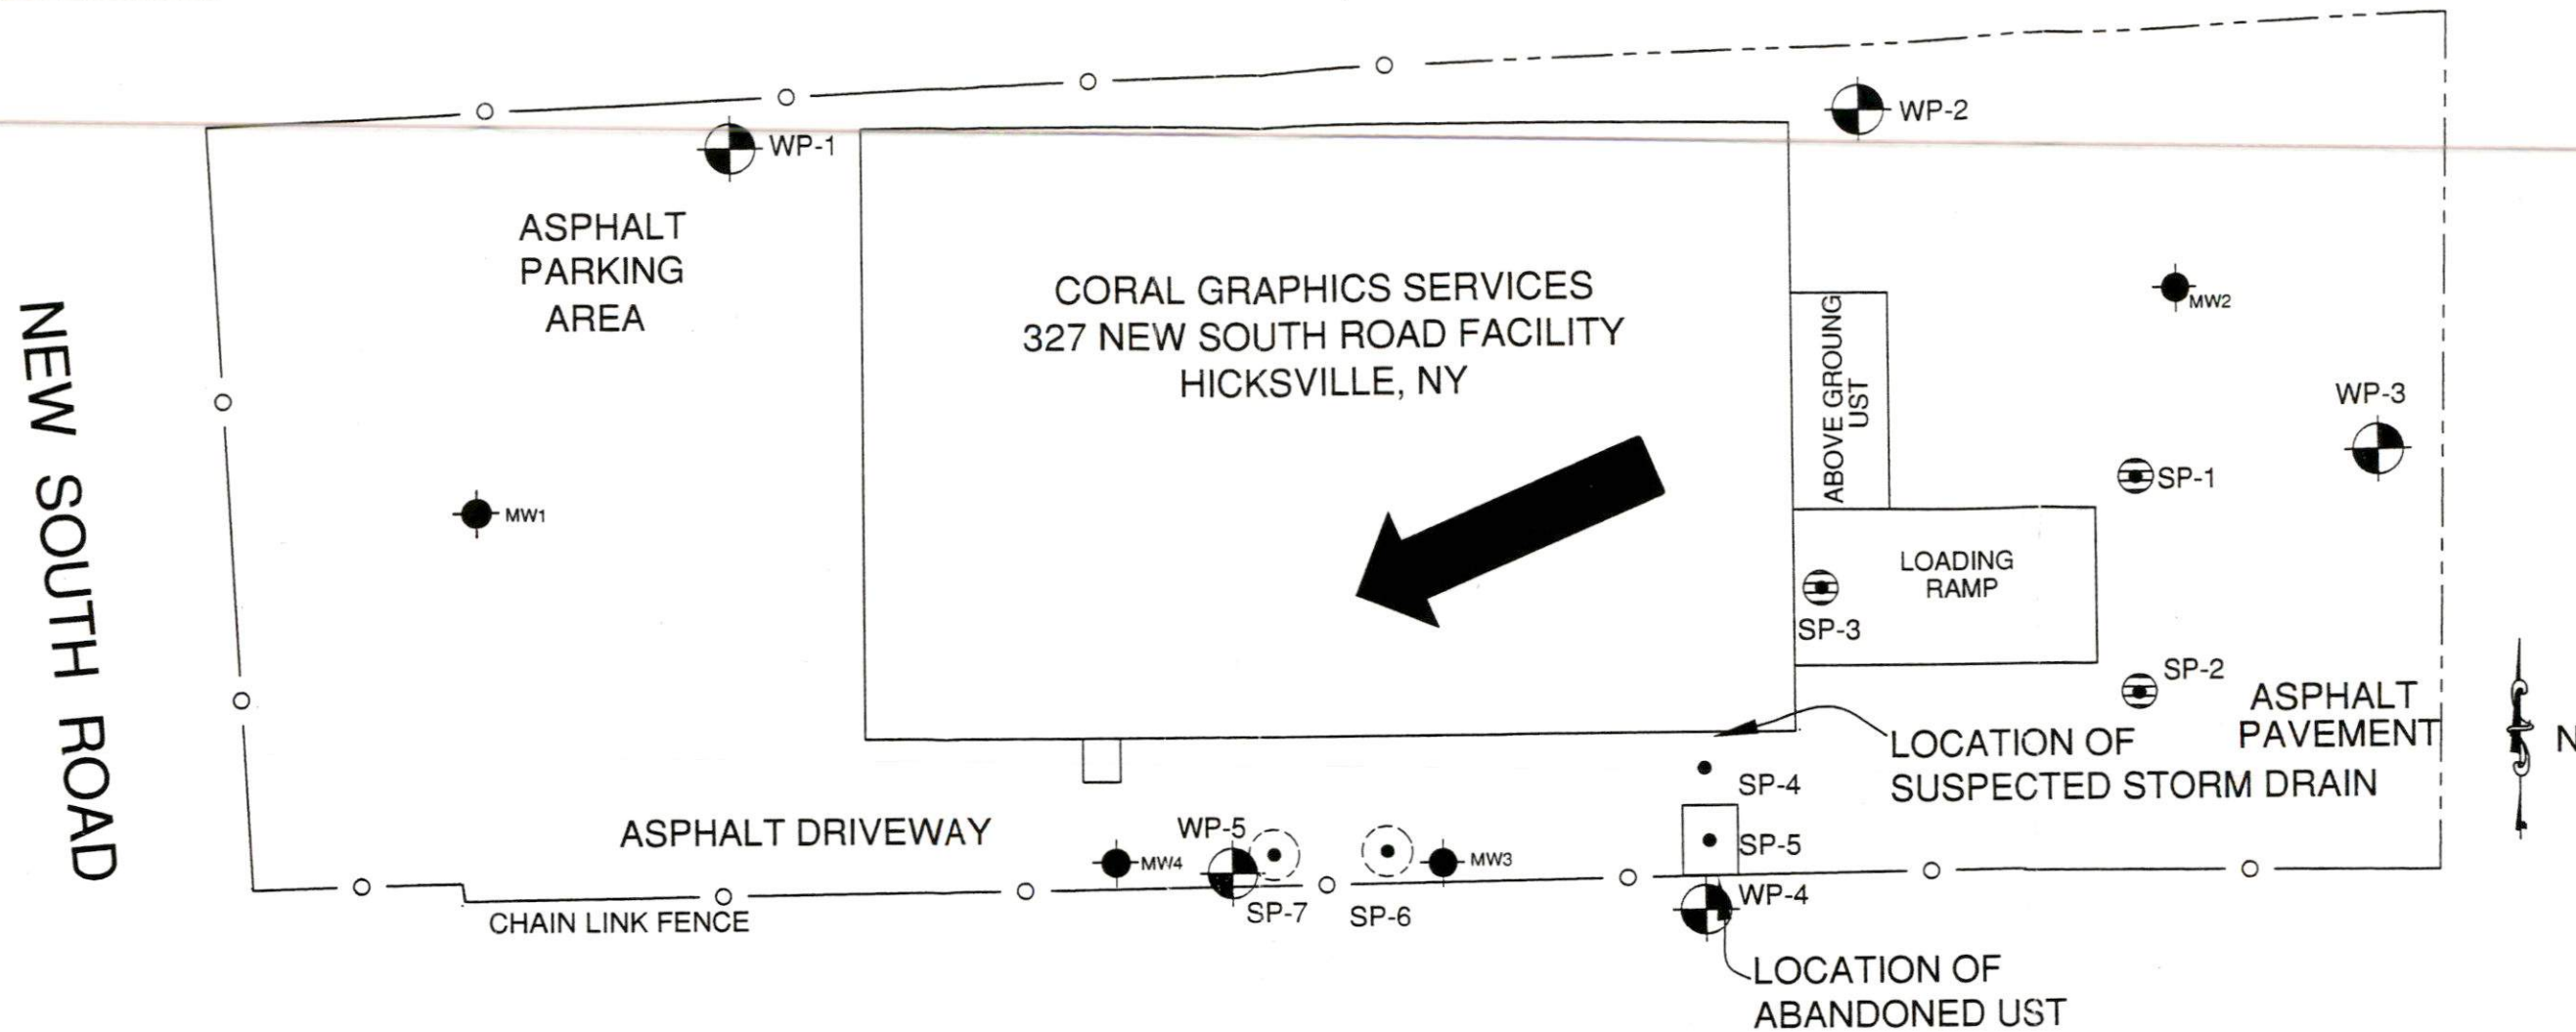 WP-2
WP-1
ASPHALT
PARKING
AREA
CORAL GRAPHICS SERVICES
327 NEW SOUTH ROAD FACILITY
HICKSVILLE, NY
NEW SOUTH ROAD
MW2
ABOVE GROUNG
UST
WP-3
SP-1
MW1
LOADING
RAMP
SP-3
SP-2
ASPHALT
PAVEMENT
N
LOCATION OF
SUSPECTED STORM DRAIN
SP-4
ASPHALT DRIVEWAY
WP-5
MW4
MW3
SP-5
WP-4
SP-7
SP-6
CHAIN LINK FENCE
LOCATION OF
ABANDONED UST